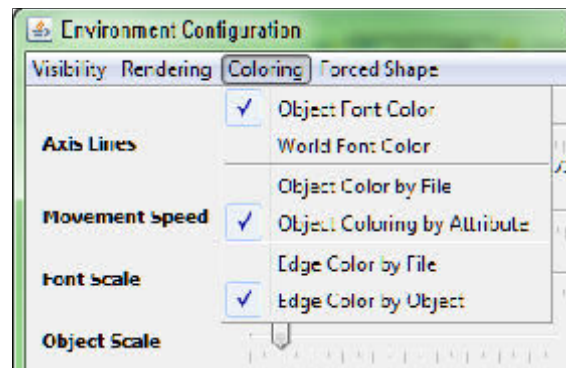 Environment Configuration
Visibility Rendering Coloring Forced Shape
Object Font Color
Axis Lines
World Font Color
Object Color by File
Movement Speed
Object Coloring by Attribute
Edge Color by File
Font Scale
Edge Color by Object
Object Scale